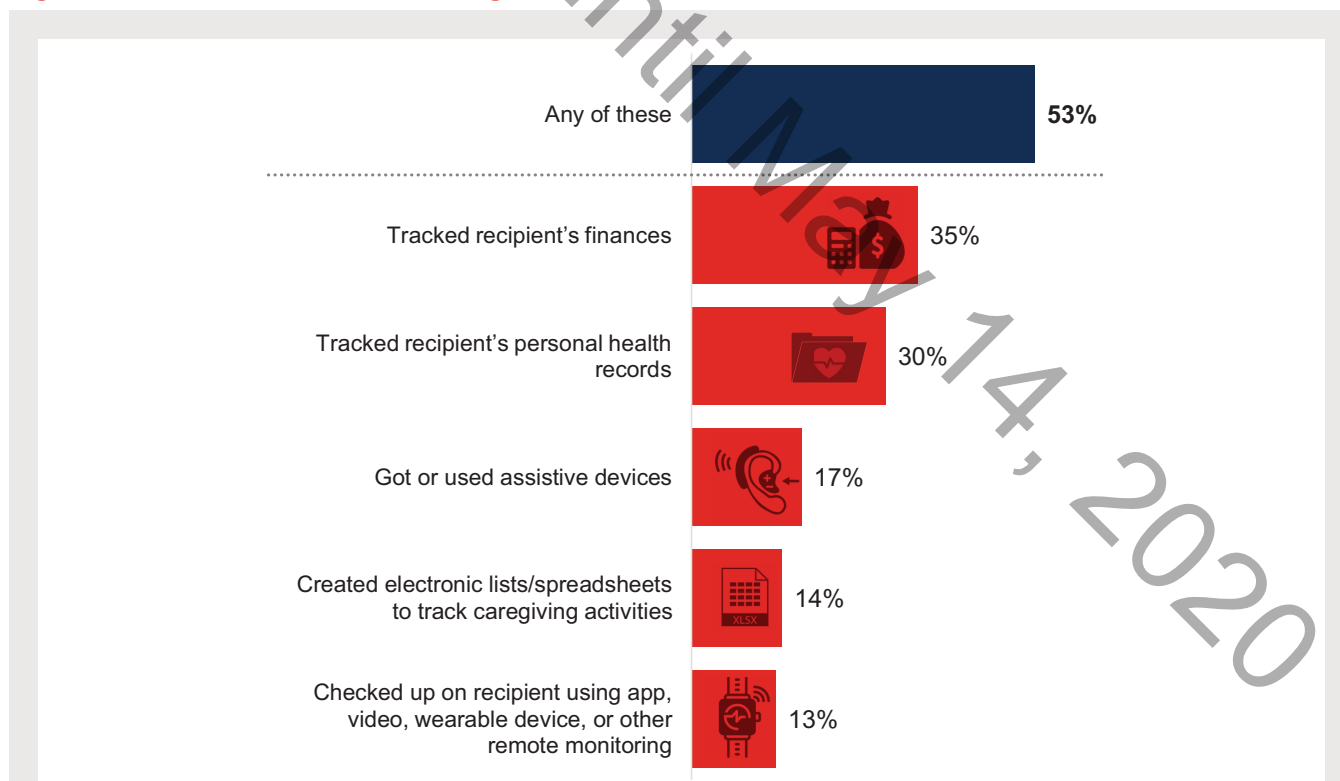 Any of these
53%
Tracked recipient's finances
35%
$
Tracked recipient's personal health
records
30%
Got or used assistive devices
17%
Created electronic lists/spreadsheets
to track caregiving activities
XLSX
14%
Checked up on recipient using app,
video, wearable device, or other
remote monitoring
13%
ntil May 14, 2020